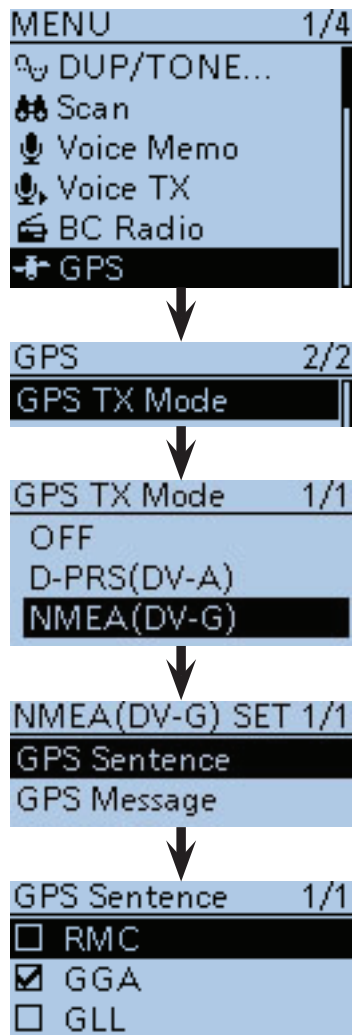 MENU 1/4
DUP/TONE...
Scan
Voice Memo
Voice TX
BC Radio
GPS
GPS 2/2
GPS TX Mode
GPS TX Mode 1/1
OFF
D-PRS(DV-A)
NMEA(DV-G)
NMEA(DV-G) SET 1/1
GPS Sentence
GPS Message
GPS Sentence 1/1
RMC
GGA
GLL